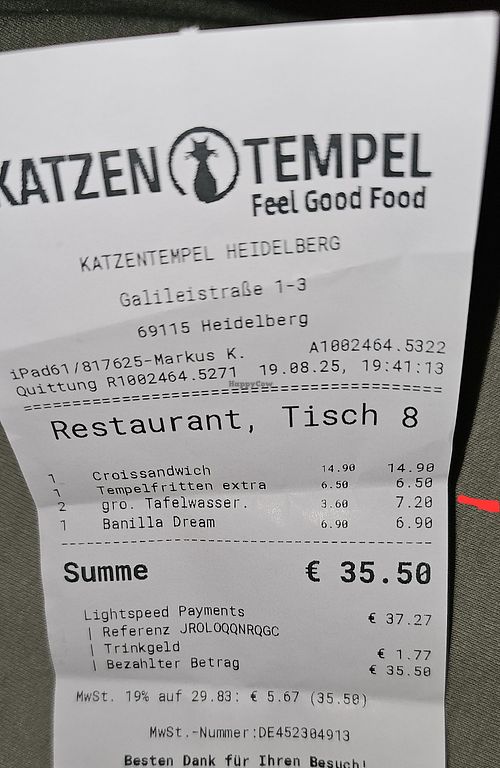 KATZEN TEMPEL
Feel Good Food
KATZENTEMPEL HEIDELBERG
Galileistraße 1-3
69115 Heidelberg
iPad61/817625-Markus K. A1002464.5322
Quittung R1002464.5271 19.08.25, 19:41:13
HappyCow
Restaurant, Tisch 8
1 Croissandwich 14.90 14.90
1 Tempelfritten extra 6.50 6.50
2 gro. Tafelwasser. 3.60 7.20
1 Banilla Dream 6.90 6.90
Summe € 35.50
Lightspeed Payments € 37.27
| Referenz JROLOQQNRQGC
| Trinkgeld € 1.77
| Bezahlter Betrag € 35.50
MwSt. 19% auf 29.83: € 5.67 (35.50)
MwSt.-Nummer:DE452304913
Besten Dank für Ihren Besuch!